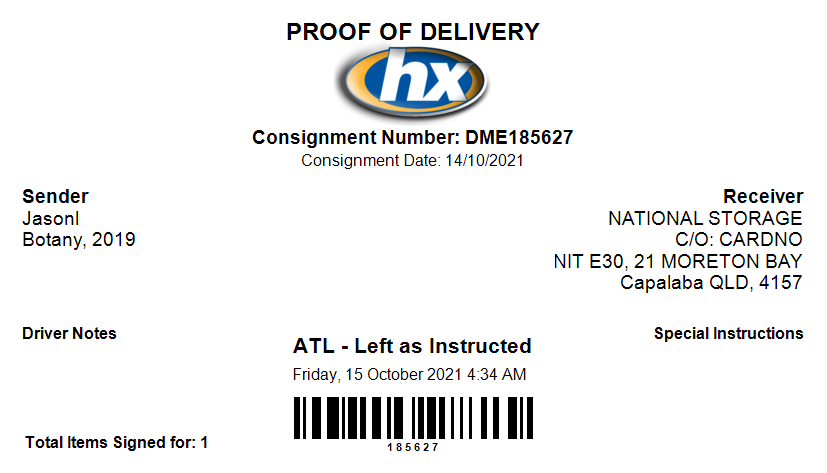 PROOF OF DELIVERY
hx
Consignment Number: DME185627
Consignment Date: 14/10/2021
Sender
Jasonl
Botany, 2019
Receiver
NATIONAL STORAGE
C/O: CARDNO
NIT E30, 21 MORETON BAY
Capalaba QLD, 4157
Driver Notes
ATL - Left as Instructed
Friday, 15 October 2021 4:34 AM
Special Instructions
185627
Total Items Signed for: 1